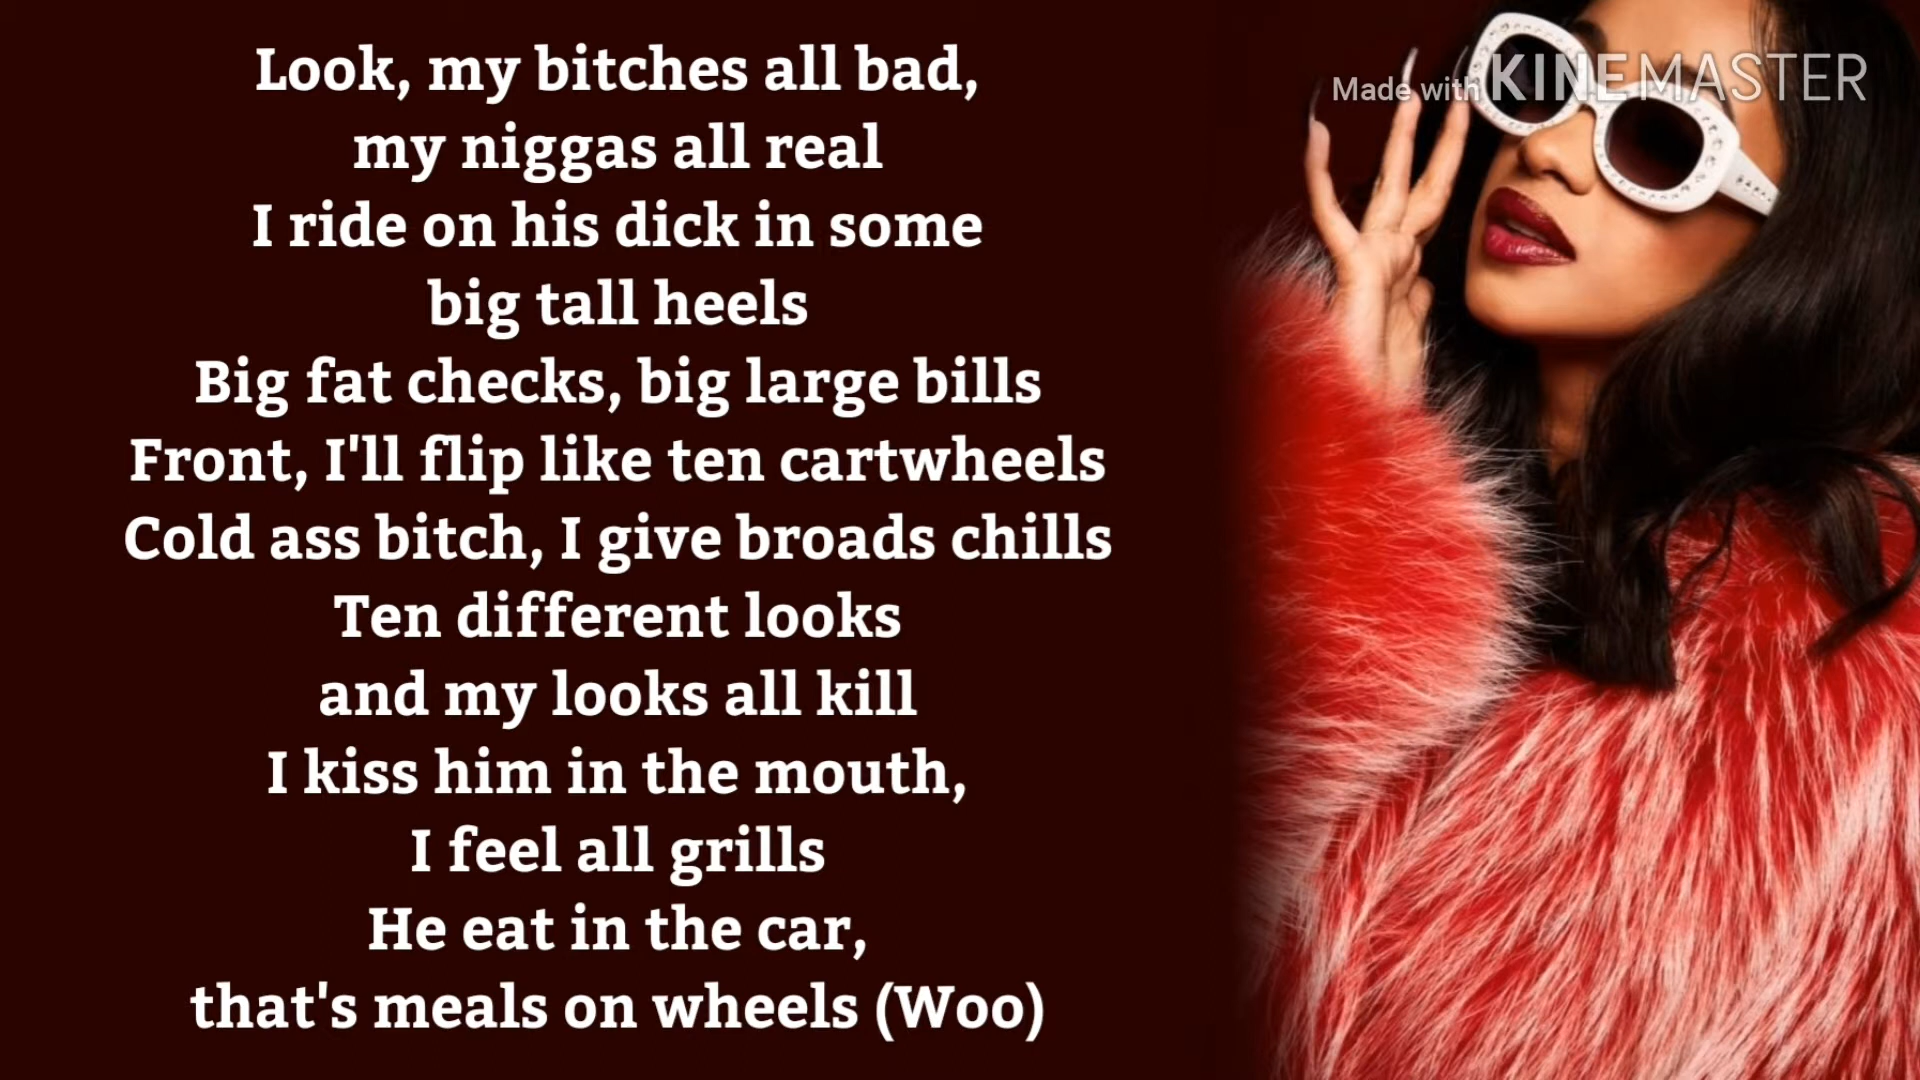 Look, my bitches all bad,
my niggas all real
I ride on his dick in some
big tall heels
Big fat checks, big large bills
Front, I'll flip like ten cartwheels
Cold ass bitch, I give broads chills
Ten different looks
and my looks all kill
I kiss him in the mouth,
I feel all grills
He eat in the car,
that's meals on wheels (Woo)
Made with KINEMASTER